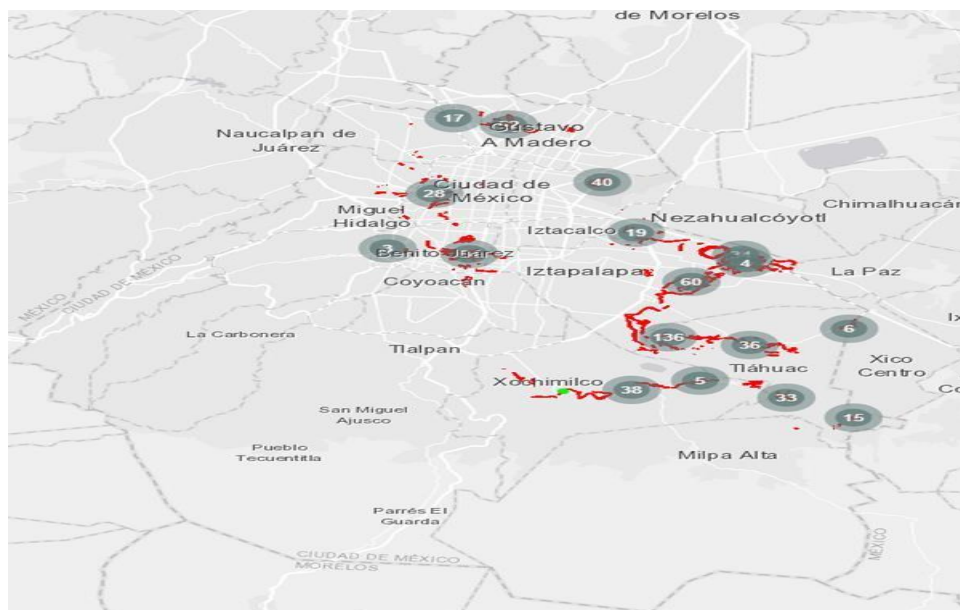 de Morelos
17
Gustavo
A Madero
Naucalpan de
Juárez
40
28
Ciudad de
México
Miguel
Hidalgo
Nezahualcóyotl
Chimalhuacán
19
Iztacalco
3
Benito Juárez
4
La Paz
Iztapalapa
60
Coyoacán
MÉXICO
CIUDAD DE MÉXICO
La Carbonera
136
36
6
Tlalpan
Tláhuac
Xico
Centro
Xochimilco
38
5
33
San Miguel
Ajusco
15
Pueblo
Tecuentitla
Milpa Alta
Parrés El
Guarda
CIUDAD DE MÉXICO
MORELOS
MÉXICO